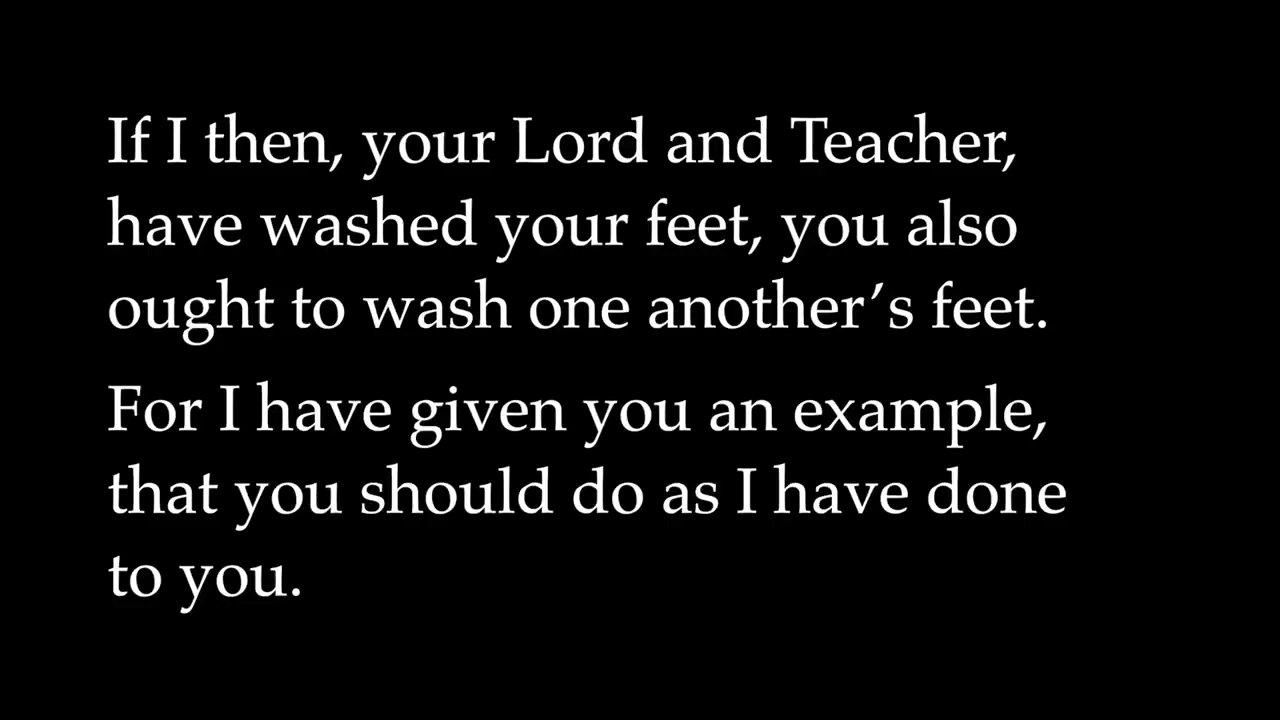 If I then, your Lord and Teacher,
have washed your feet, you also
ought to wash one another’s feet.
For I have given you an example,
that you should do as I have done
to you.